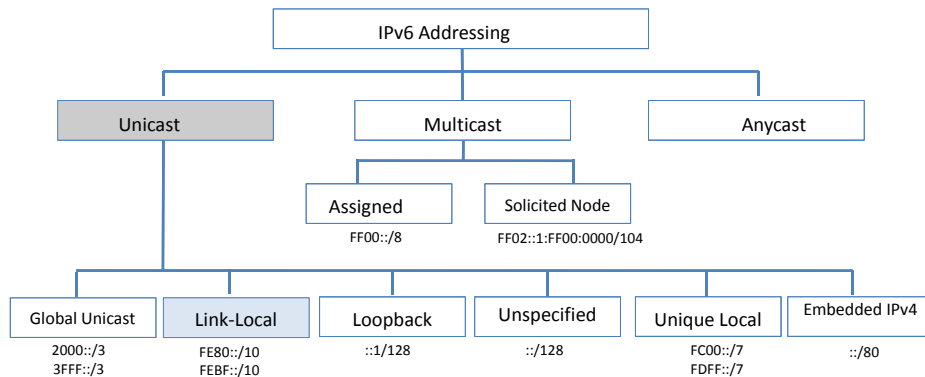 IPv6 Addressing
Unicast
Multicast
Anycast
Assigned
Solicited Node
FF00::/8
FF02::1:FF00:0000/104
Global Unicast
Link-Local
Loopback
Unspecified
Unique Local
Embedded IPv4
2000::/3
3FFF::/3
FE80::/10
FEBF::/10
::1/128
::/128
FC00::/7
FDFF::/7
::/80